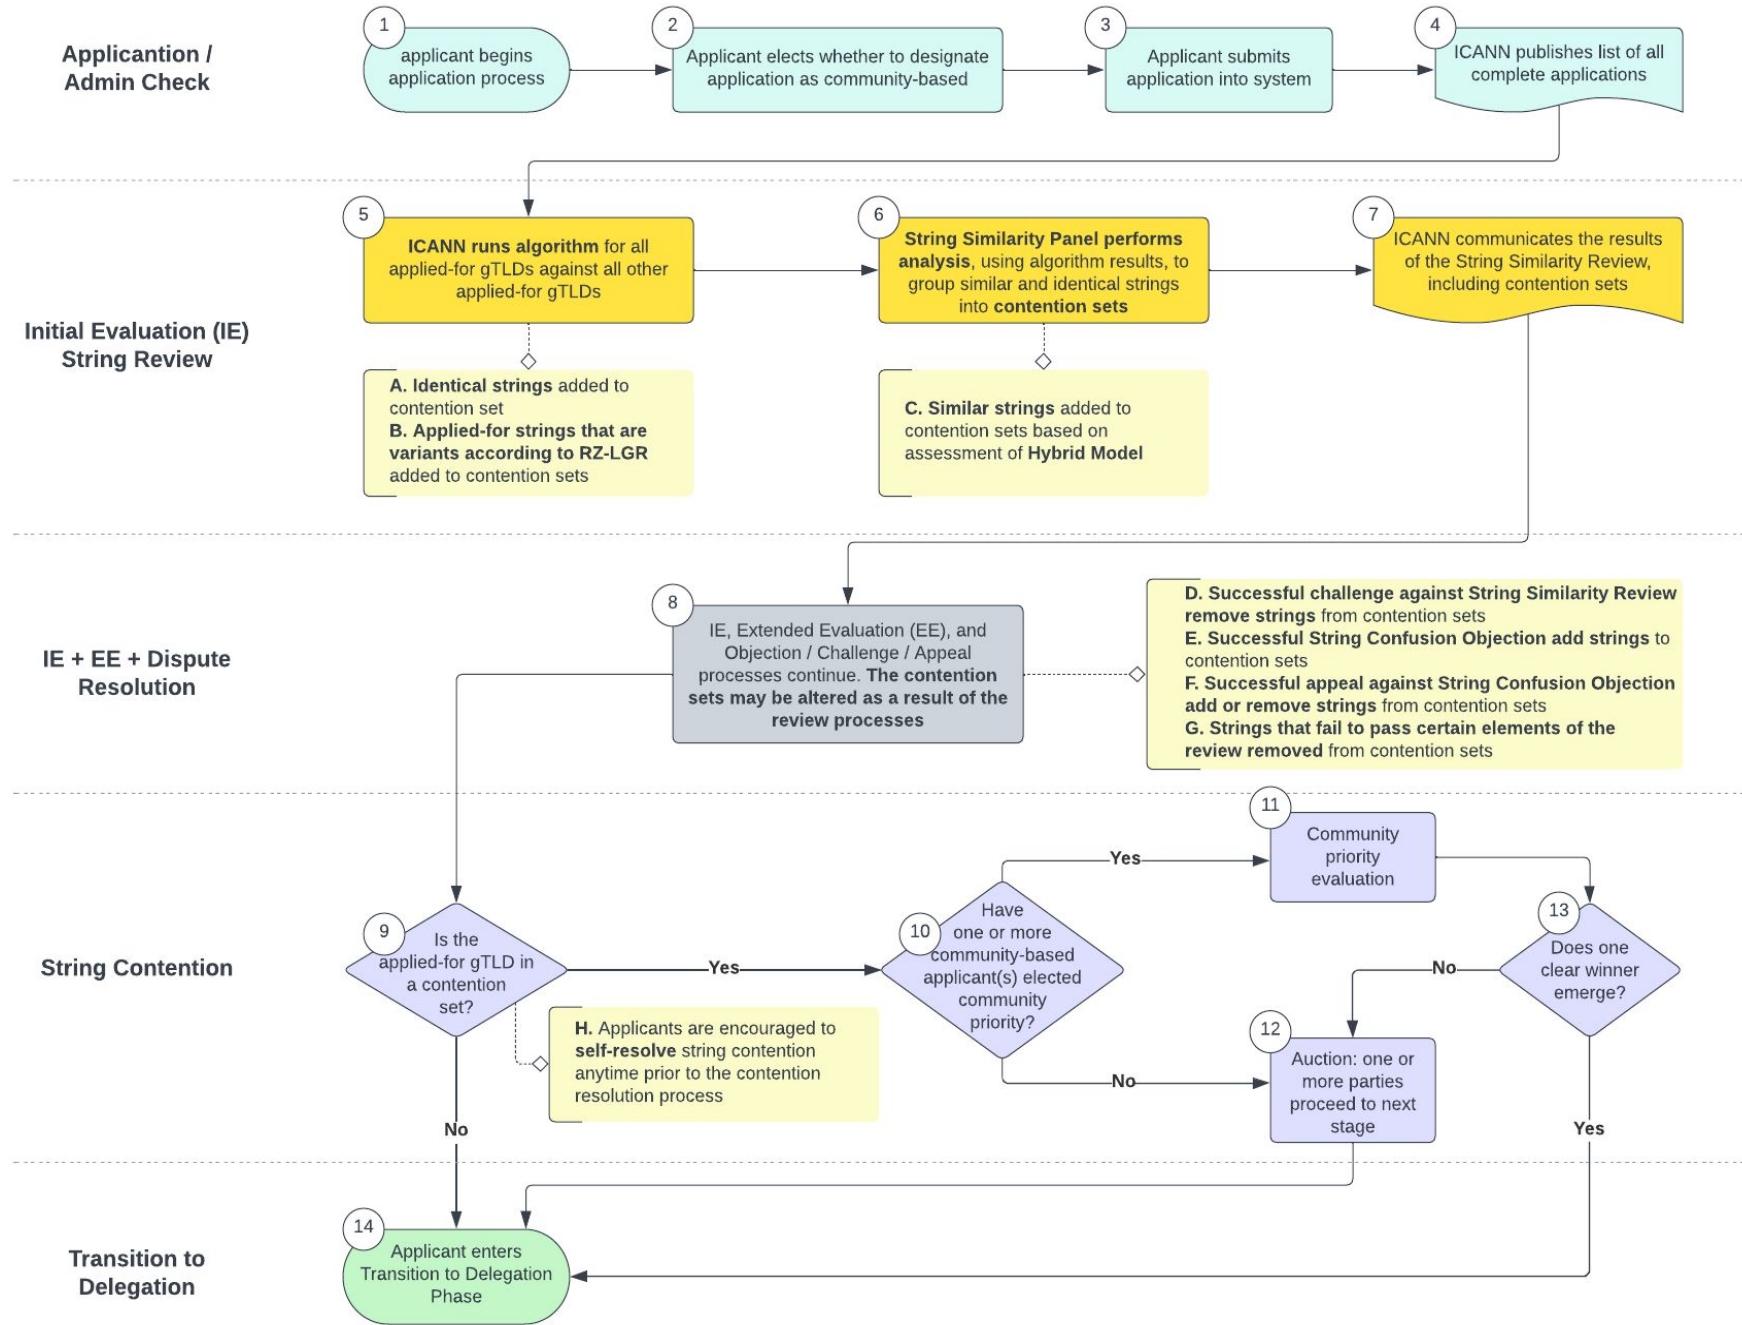 Applicantion /
Admin Check
1
applicant begins
application process
2
Applicant elects whether to designate
application as community-based
3
Applicant submits
application into system
4
ICANN publishes list of all
complete applications
Initial Evaluation (IE)
String Review
5
ICANN runs algorithm for all
applied-for gTLDs against all other
applied-for gTLDs
6
String Similarity Panel performs
analysis, using algorithm results, to
group similar and identical strings
into contention sets
7
ICANN communicates the results
of the String Similarity Review,
including contention sets
A. Identical strings added to
contention set
B. Applied-for strings that are
variants according to RZ-LGR
added to contention sets
C. Similar strings added to
contention sets based on
assessment of Hybrid Model
IE + EE + Dispute
Resolution
8
IE, Extended Evaluation (EE), and
Objection / Challenge / Appeal
processes continue. The contention
sets may be altered as a result of the
review processes
D. Successful challenge against String Similarity Review
remove strings from contention sets
E. Successful String Confusion Objection add strings to
contention sets
F. Successful appeal against String Confusion Objection
add or remove strings from contention sets
G. Strings that fail to pass certain elements of the
review removed from contention sets
String Contention
9
Is the
applied-for gTLD in
a contention
set?
Yes
No
H. Applicants are encouraged to
self-resolve string contention
anytime prior to the contention
resolution process
10
Have
one or more
community-based
applicant(s) elected
community
priority?
Yes
No
11
Community
priority
evaluation
12
Auction: one or
more parties
proceed to next
stage
13
Does one
clear winner
emerge?
No
Yes
Transition to
Delegation
14
Applicant enters
Transition to Delegation
Phase